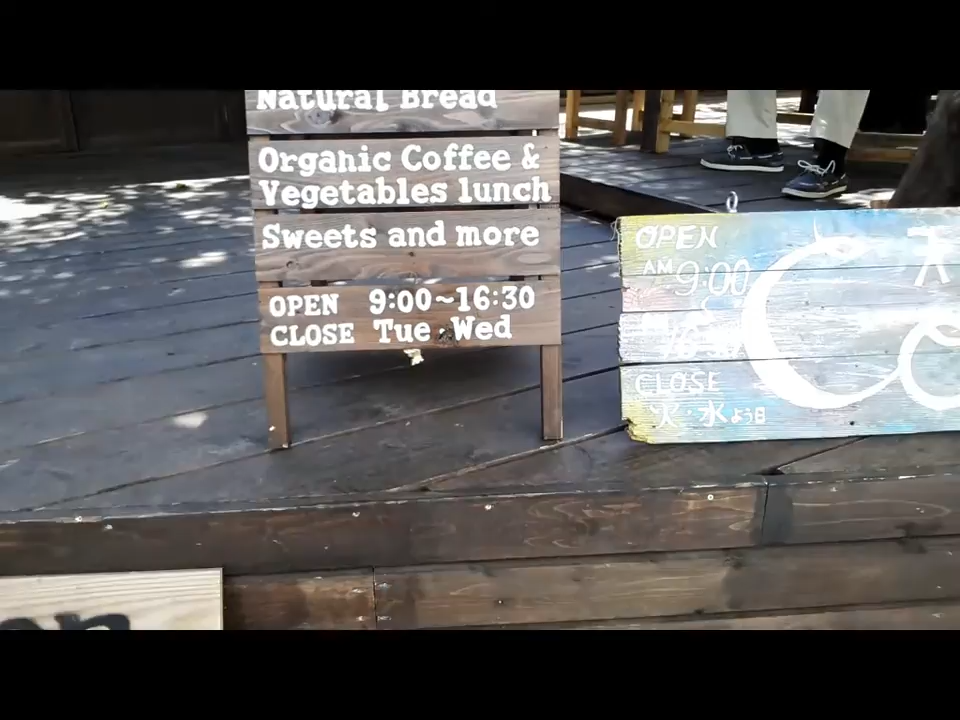 Natural Bread
Organic Coffee &
Vegetables lunch
Sweets and more
OPEN 9:00~16:30
CLOSE Tue・Wed
OPEN
AM 9:00
CLOSE
火・水よう日